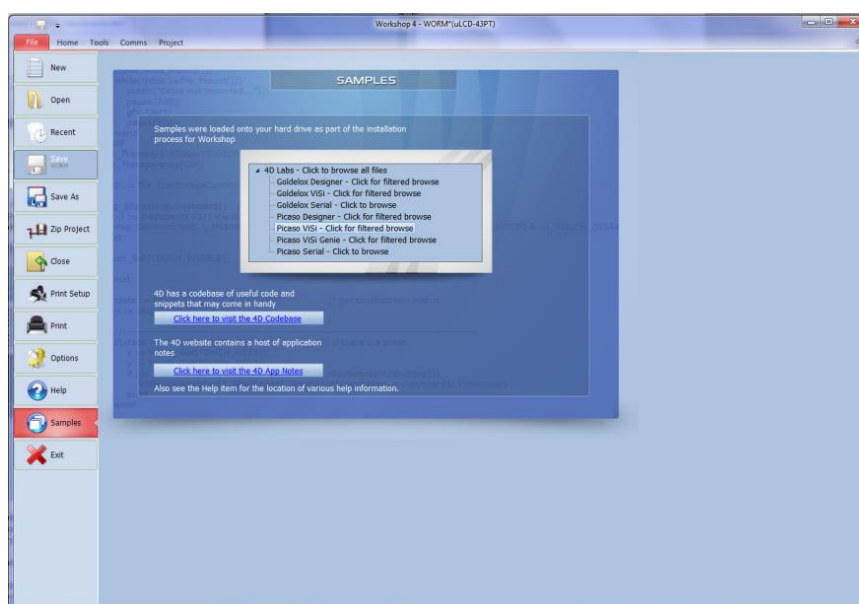 Workshop 4 - WORM*(uLCD-43PT)
File Home Tools Comms Project
New
Open
Recent
Save
WORM
Save As
Zip Project
Close
Print Setup
Print
Options
Help
Samples
Exit
SAMPLES
Samples were loaded onto your hard drive as part of the installation
process for Workshop
4D Labs - Click to browse all files
Goldelox Designer - Click for filtered browse
Goldelox ViSi - Click for filtered browse
Goldelox Serial - Click to browse
Picaso Designer - Click for filtered browse
Picaso ViSi - Click for filtered browse
Picaso ViSi Genie - Click for filtered browse
Picaso Serial - Click to browse
4D has a codebase of useful code and
snippets that may come in handy
Click here to visit the 4D Codebase
The 4D website contains a host of application
notes
Click here to visit the 4D App Notes
Also see the Help item for the location of various help information.